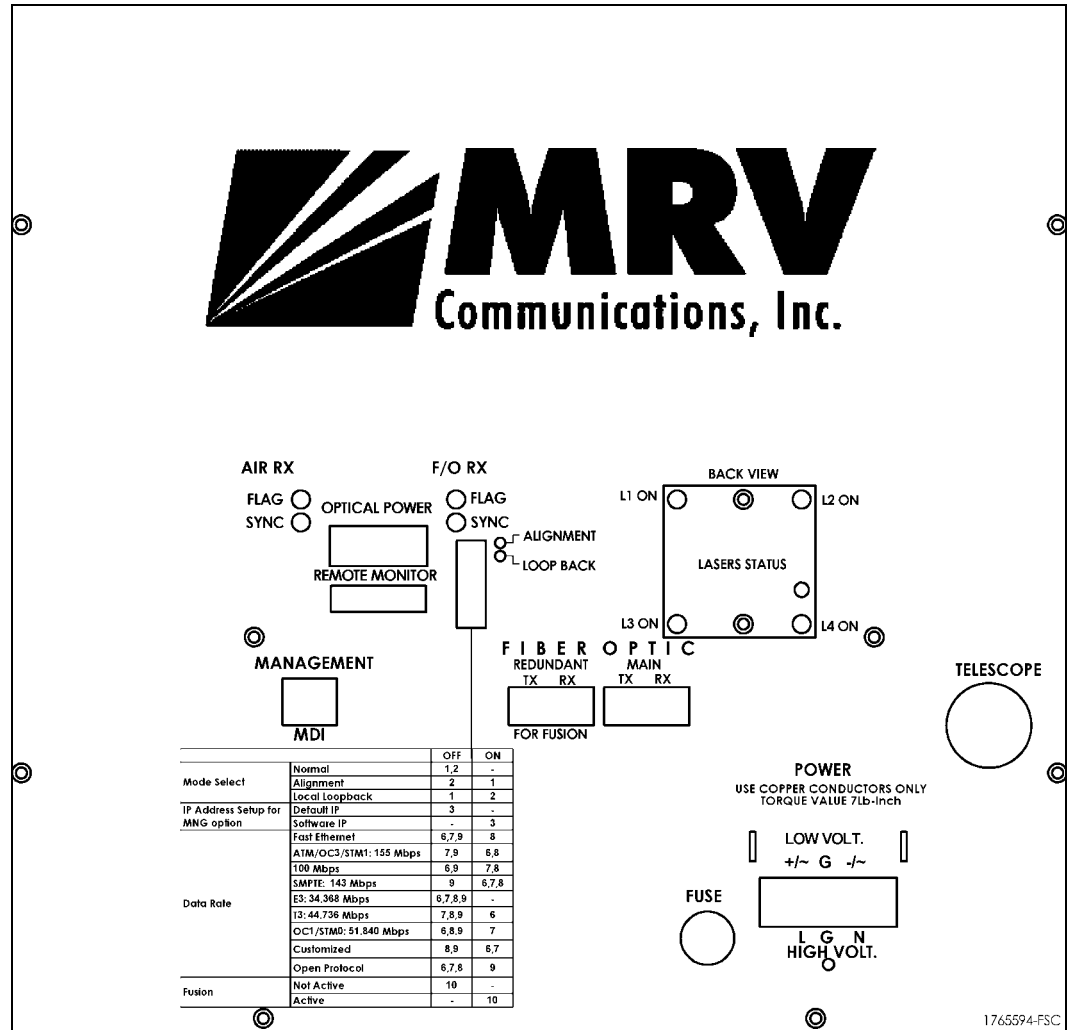 MRV
Communications, Inc.
AIR RX
F/O RX
FLAG
SYNC
OPTICAL POWER
FLAG
SYNC
ALIGNMENT
LOOP BACK
REMOTE MONITOR
BACK VIEW
L1 ON
L2 ON
LASERS STATUS
L3 ON
L4 ON
MANAGEMENT
MDI
FIBER OPTIC
REDUNDANT MAIN
TX RX TX RX
FOR FUSION
TELESCOPE
OFF ON
Mode Select Normal 1,2 -
Alignment 2 1
Local Loopback 1 2
IP Address Setup for Default IP 3 -
MNG option Software IP - 3
Data Rate Fast Ethernet 6,7,9 8
ATM/OC3/STM1: 155 Mbps 7,9 6,8
100 Mbps 6,9 7,8
SMPTE: 143 Mbps 9 6,7,8
E3: 34,368 Mbps 6,7,8,9 -
T3: 44,736 Mbps 7,8,9 6
OC1/STM0: 51,840 Mbps 6,8,9 7
Customized 8,9 6,7
Open Protocol 6,7,8 9
Fusion Not Active 10 -
Active - 10
POWER
USE COPPER CONDUCTORS ONLY
TORQUE VALUE 7Lb-Inch
LOW VOLT.
+/~ G -/~
FUSE
L G N
HIGH VOLT.
1765594-FSC